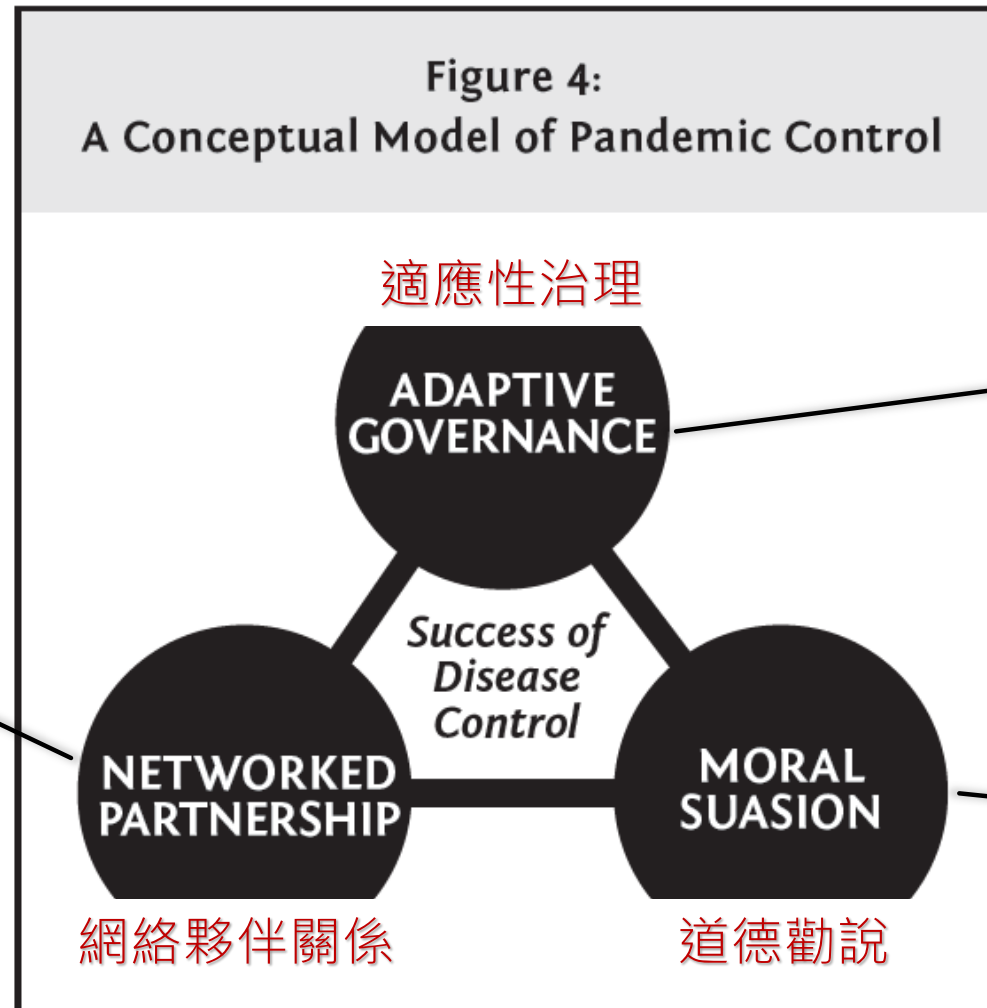 Figure 4:
A Conceptual Model of Pandemic Control
適應性治理
ADAPTIVE
GOVERNANCE
Success of
Disease
Control
NETWORKED
PARTNERSHIP
MORAL
SUASION
網絡夥伴關係
道德勸說